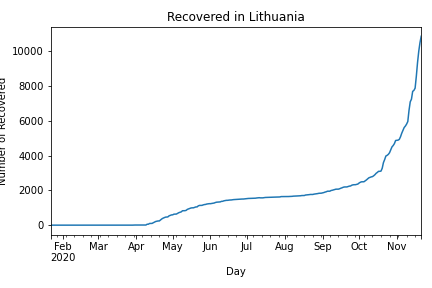 Recovered in Lithuania
Number of Recovered
10000
8000
6000
4000
2000
0
Feb Mar Apr May Jun Jul Aug Sep Oct Nov
2020
Day